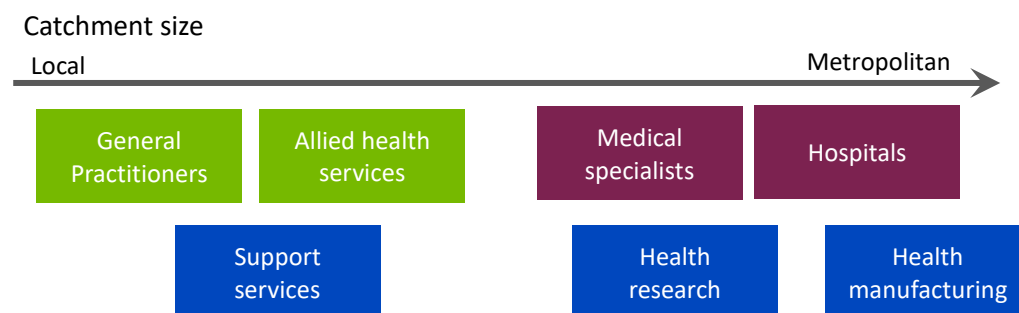 Catchment size
Local
Metropolitan
General
Practitioners
Allied health
services
Medical
specialists
Hospitals
Support
services
Health
research
Health
manufacturing